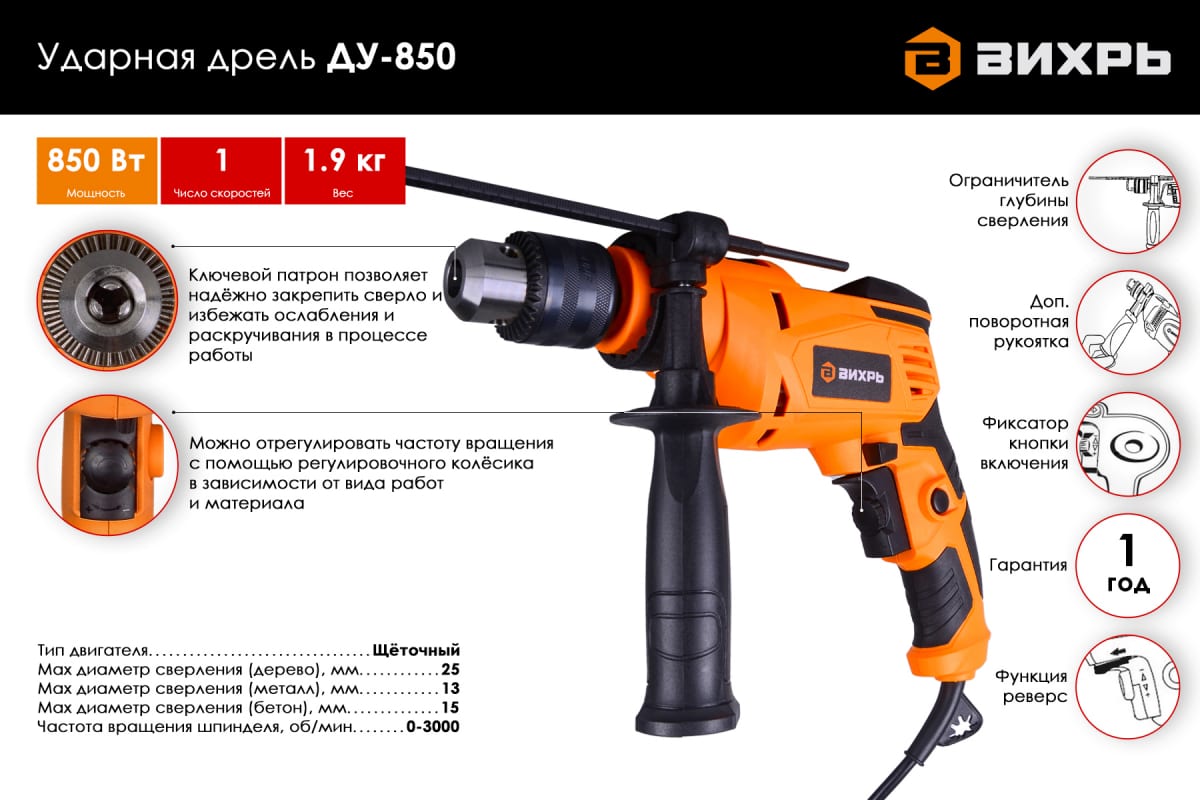 Ударная дрель ДУ-850
ВИХРЬ
850 Вт
Мощность
1
Число скоростей
1.9 кг
Вес
Ключевой патрон позволяет
надёжно закрепить сверло и
избежать ослабления и
раскручивания в процессе
работы
Можно отрегулировать частоту вращения
с помощью регулировочного колёсика
в зависимости от вида работ
и материала
Тип двигателя................................Щёточный
Max диаметр сверления (дерево), мм............25
Max диаметр сверления (металл), мм............13
Max диаметр сверления (бетон), мм.............15
Частота вращения шпинделя, об/мин........0-3000
ВИХРЬ
Ограничитель
глубины
сверления
Доп.
поворотная
рукоятка
Фиксатор
кнопки
включения
Гарантия
1
год
Функция
реверс